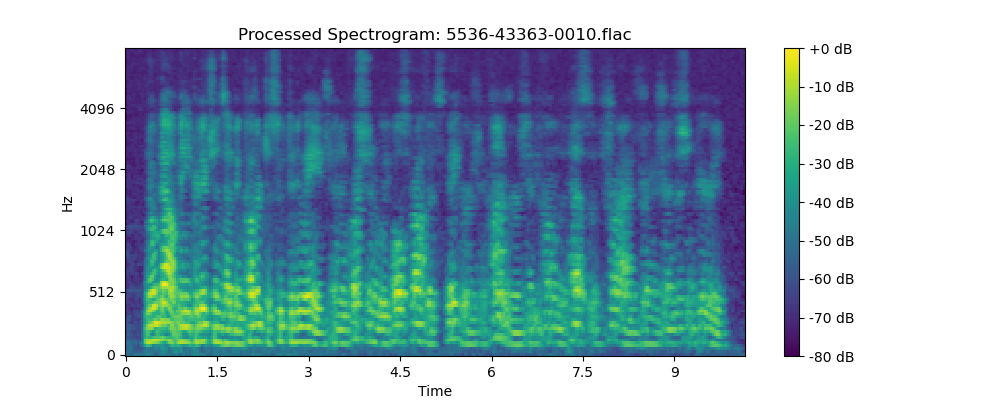 Processed Spectrogram: 5536-43363-0010.flac
Hz
4096
2048
1024
512
0
0 1.5 3 4.5 6 7.5 9
Time
+0 dB
-10 dB
-20 dB
-30 dB
-40 dB
-50 dB
-60 dB
-70 dB
-80 dB